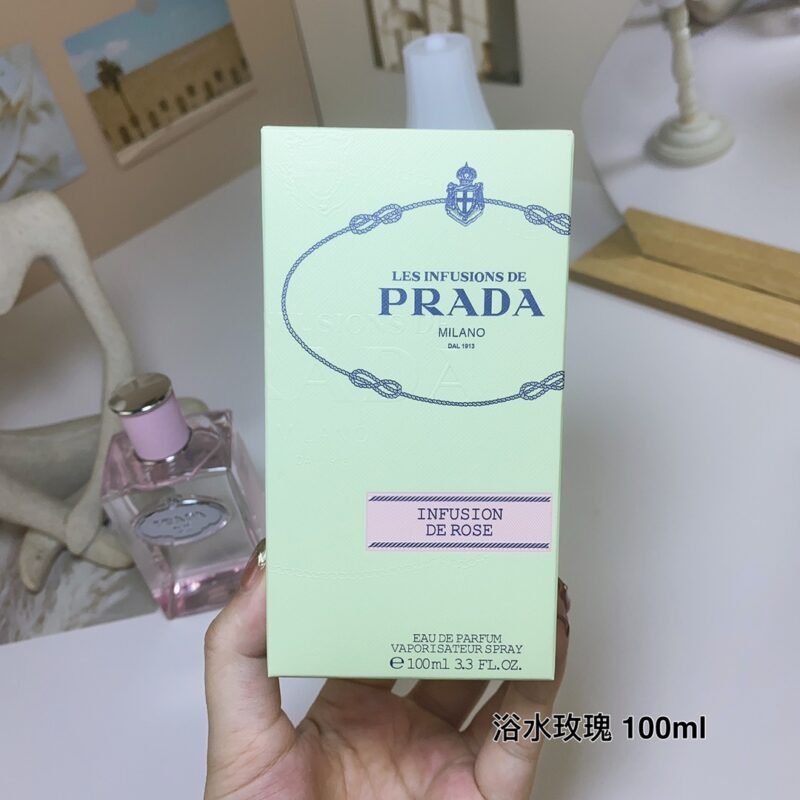 LES INFUSIONS DE
PRADA
MILANO
DAL 1913
INFUSION
DE ROSE
EAU DE PARFUM
VAPORISATEUR SPRAY
℮100ml 3.3 FL.OZ.
PRADA
浴水玫瑰 100ml